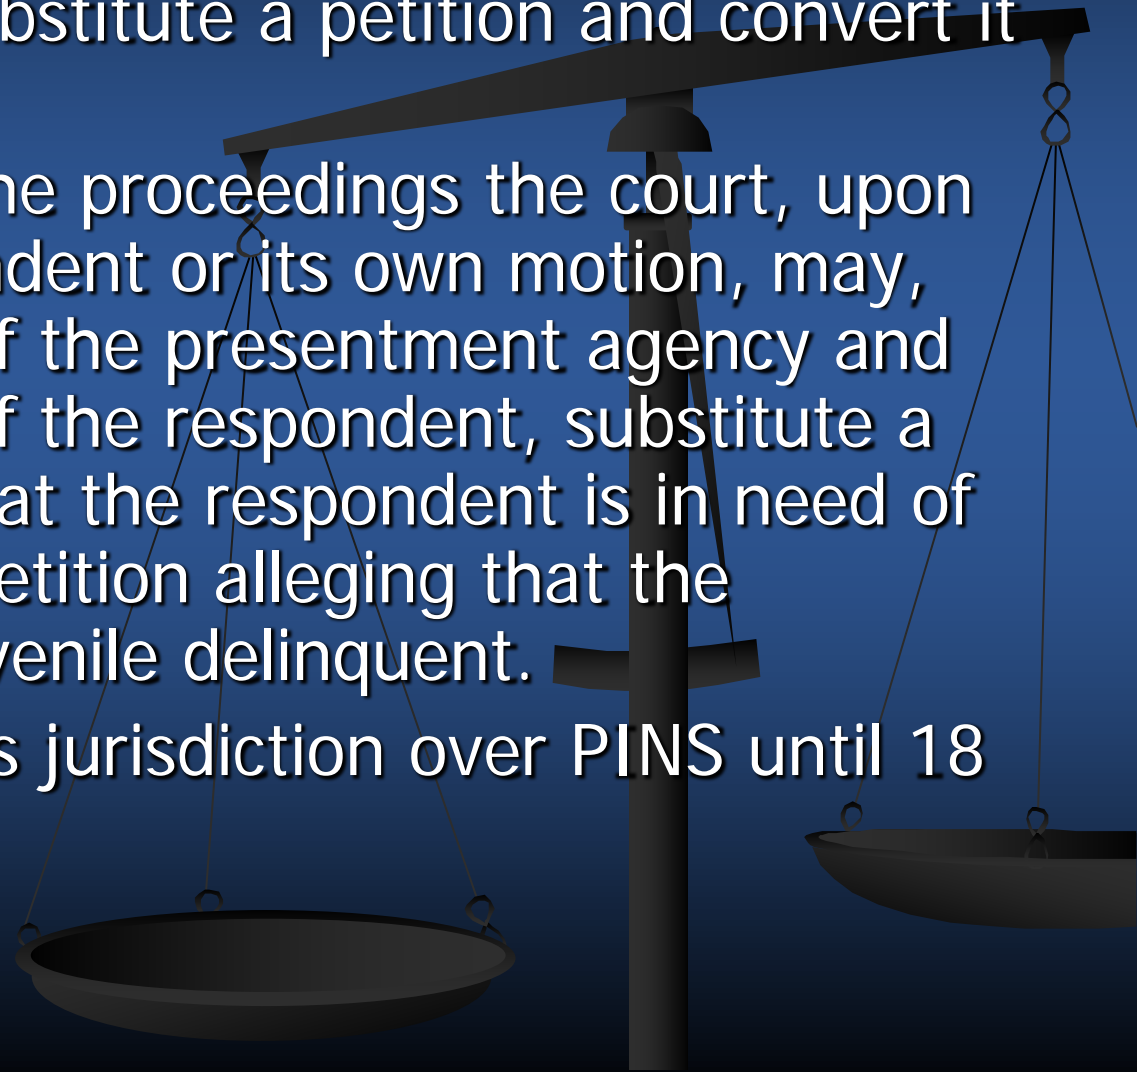 bstitute a petition and convert it
ne proceedings the court, upon
ndent or its own motion, may,
f the presentment agency and
f the respondent, substitute a
at the respondent is in need of
etition alleging that the
venile delinquent.
s jurisdiction over PINS until 18